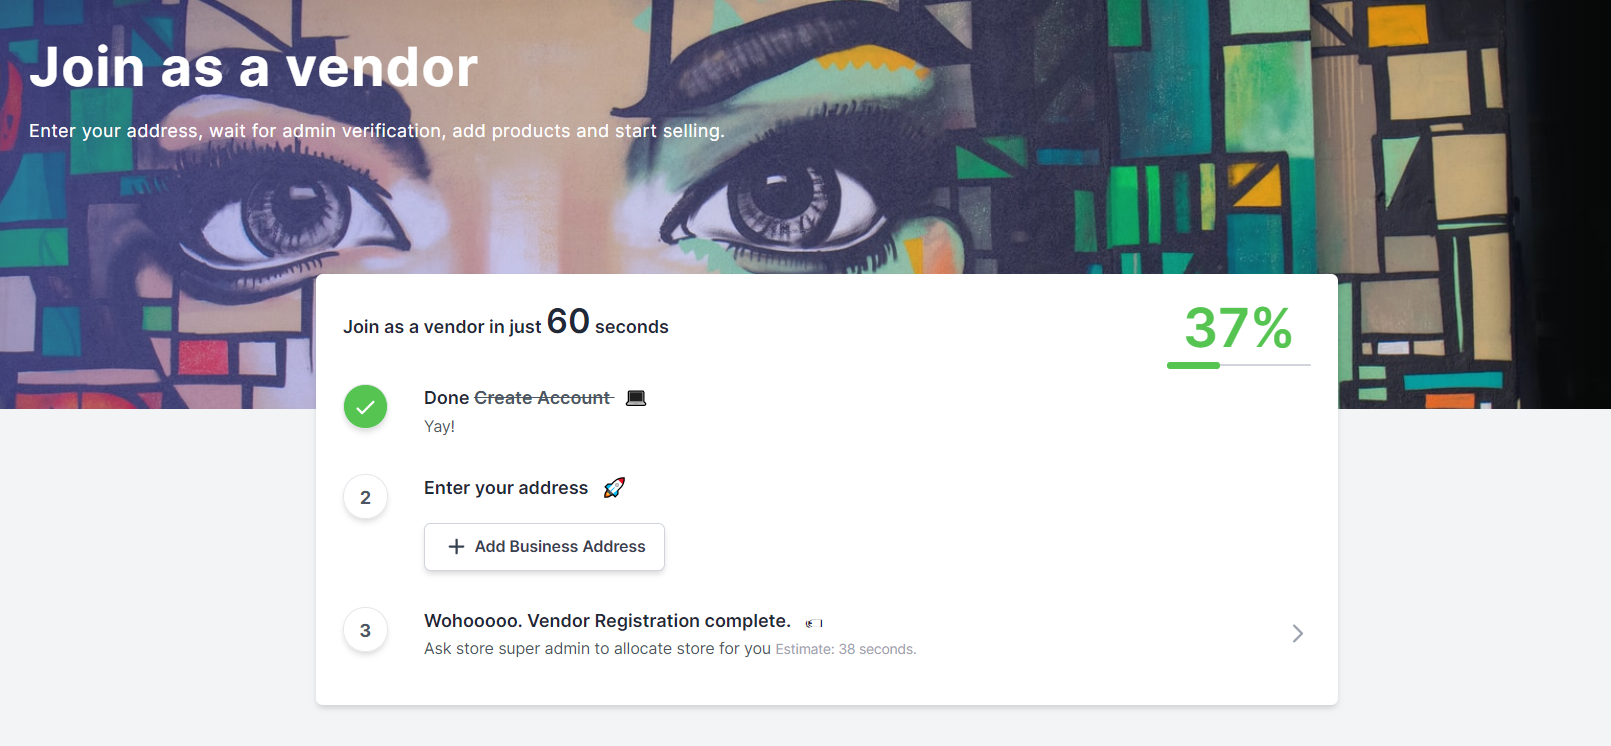 Join as a vendor
Enter your address, wait for admin verification, add products and start selling.
Join as a vendor in just 60 seconds
37%
Done Create Account
Yay!
2
Enter your address
Add Business Address
3
Wohooooo. Vendor Registration complete.
Ask store super admin to allocate store for you Estimate: 38 seconds.